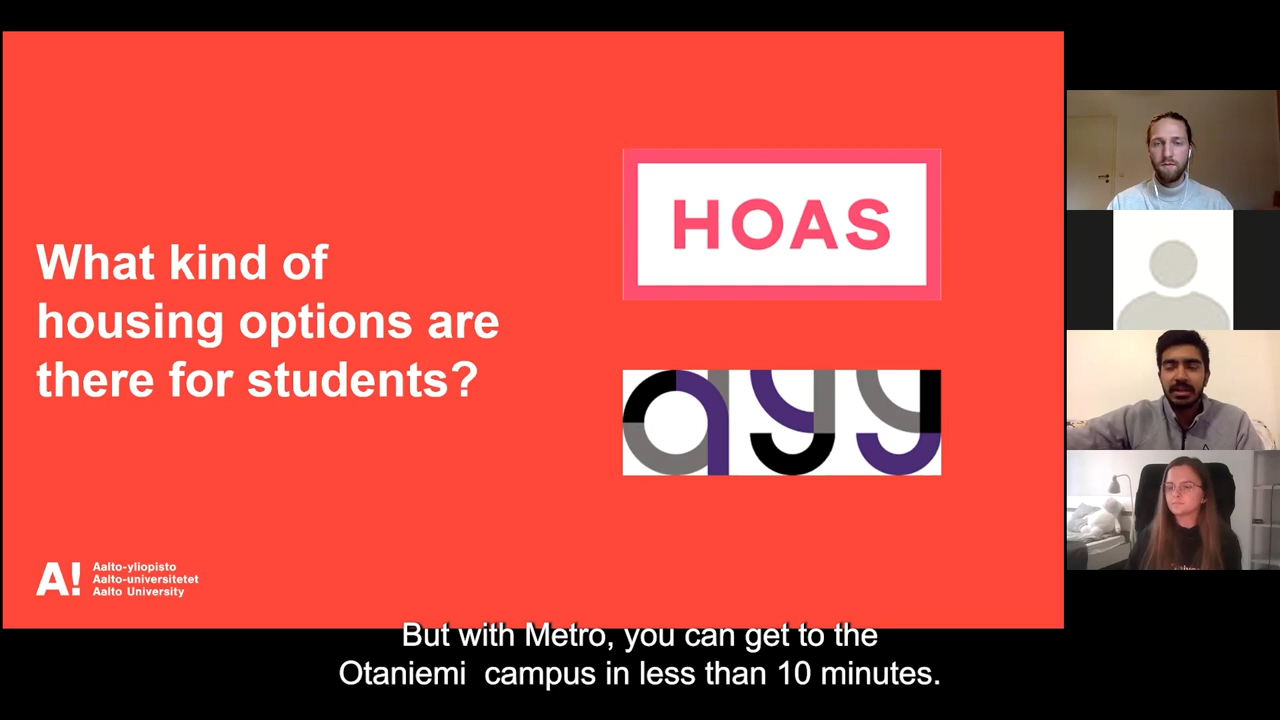 What kind of
housing options are
there for students?
HOAS
ayy
A!
Aalto-yliopisto
Aalto-universitetet
Aalto University
But with Metro, you can get to the
Otaniemi  campus in less than 10 minutes.